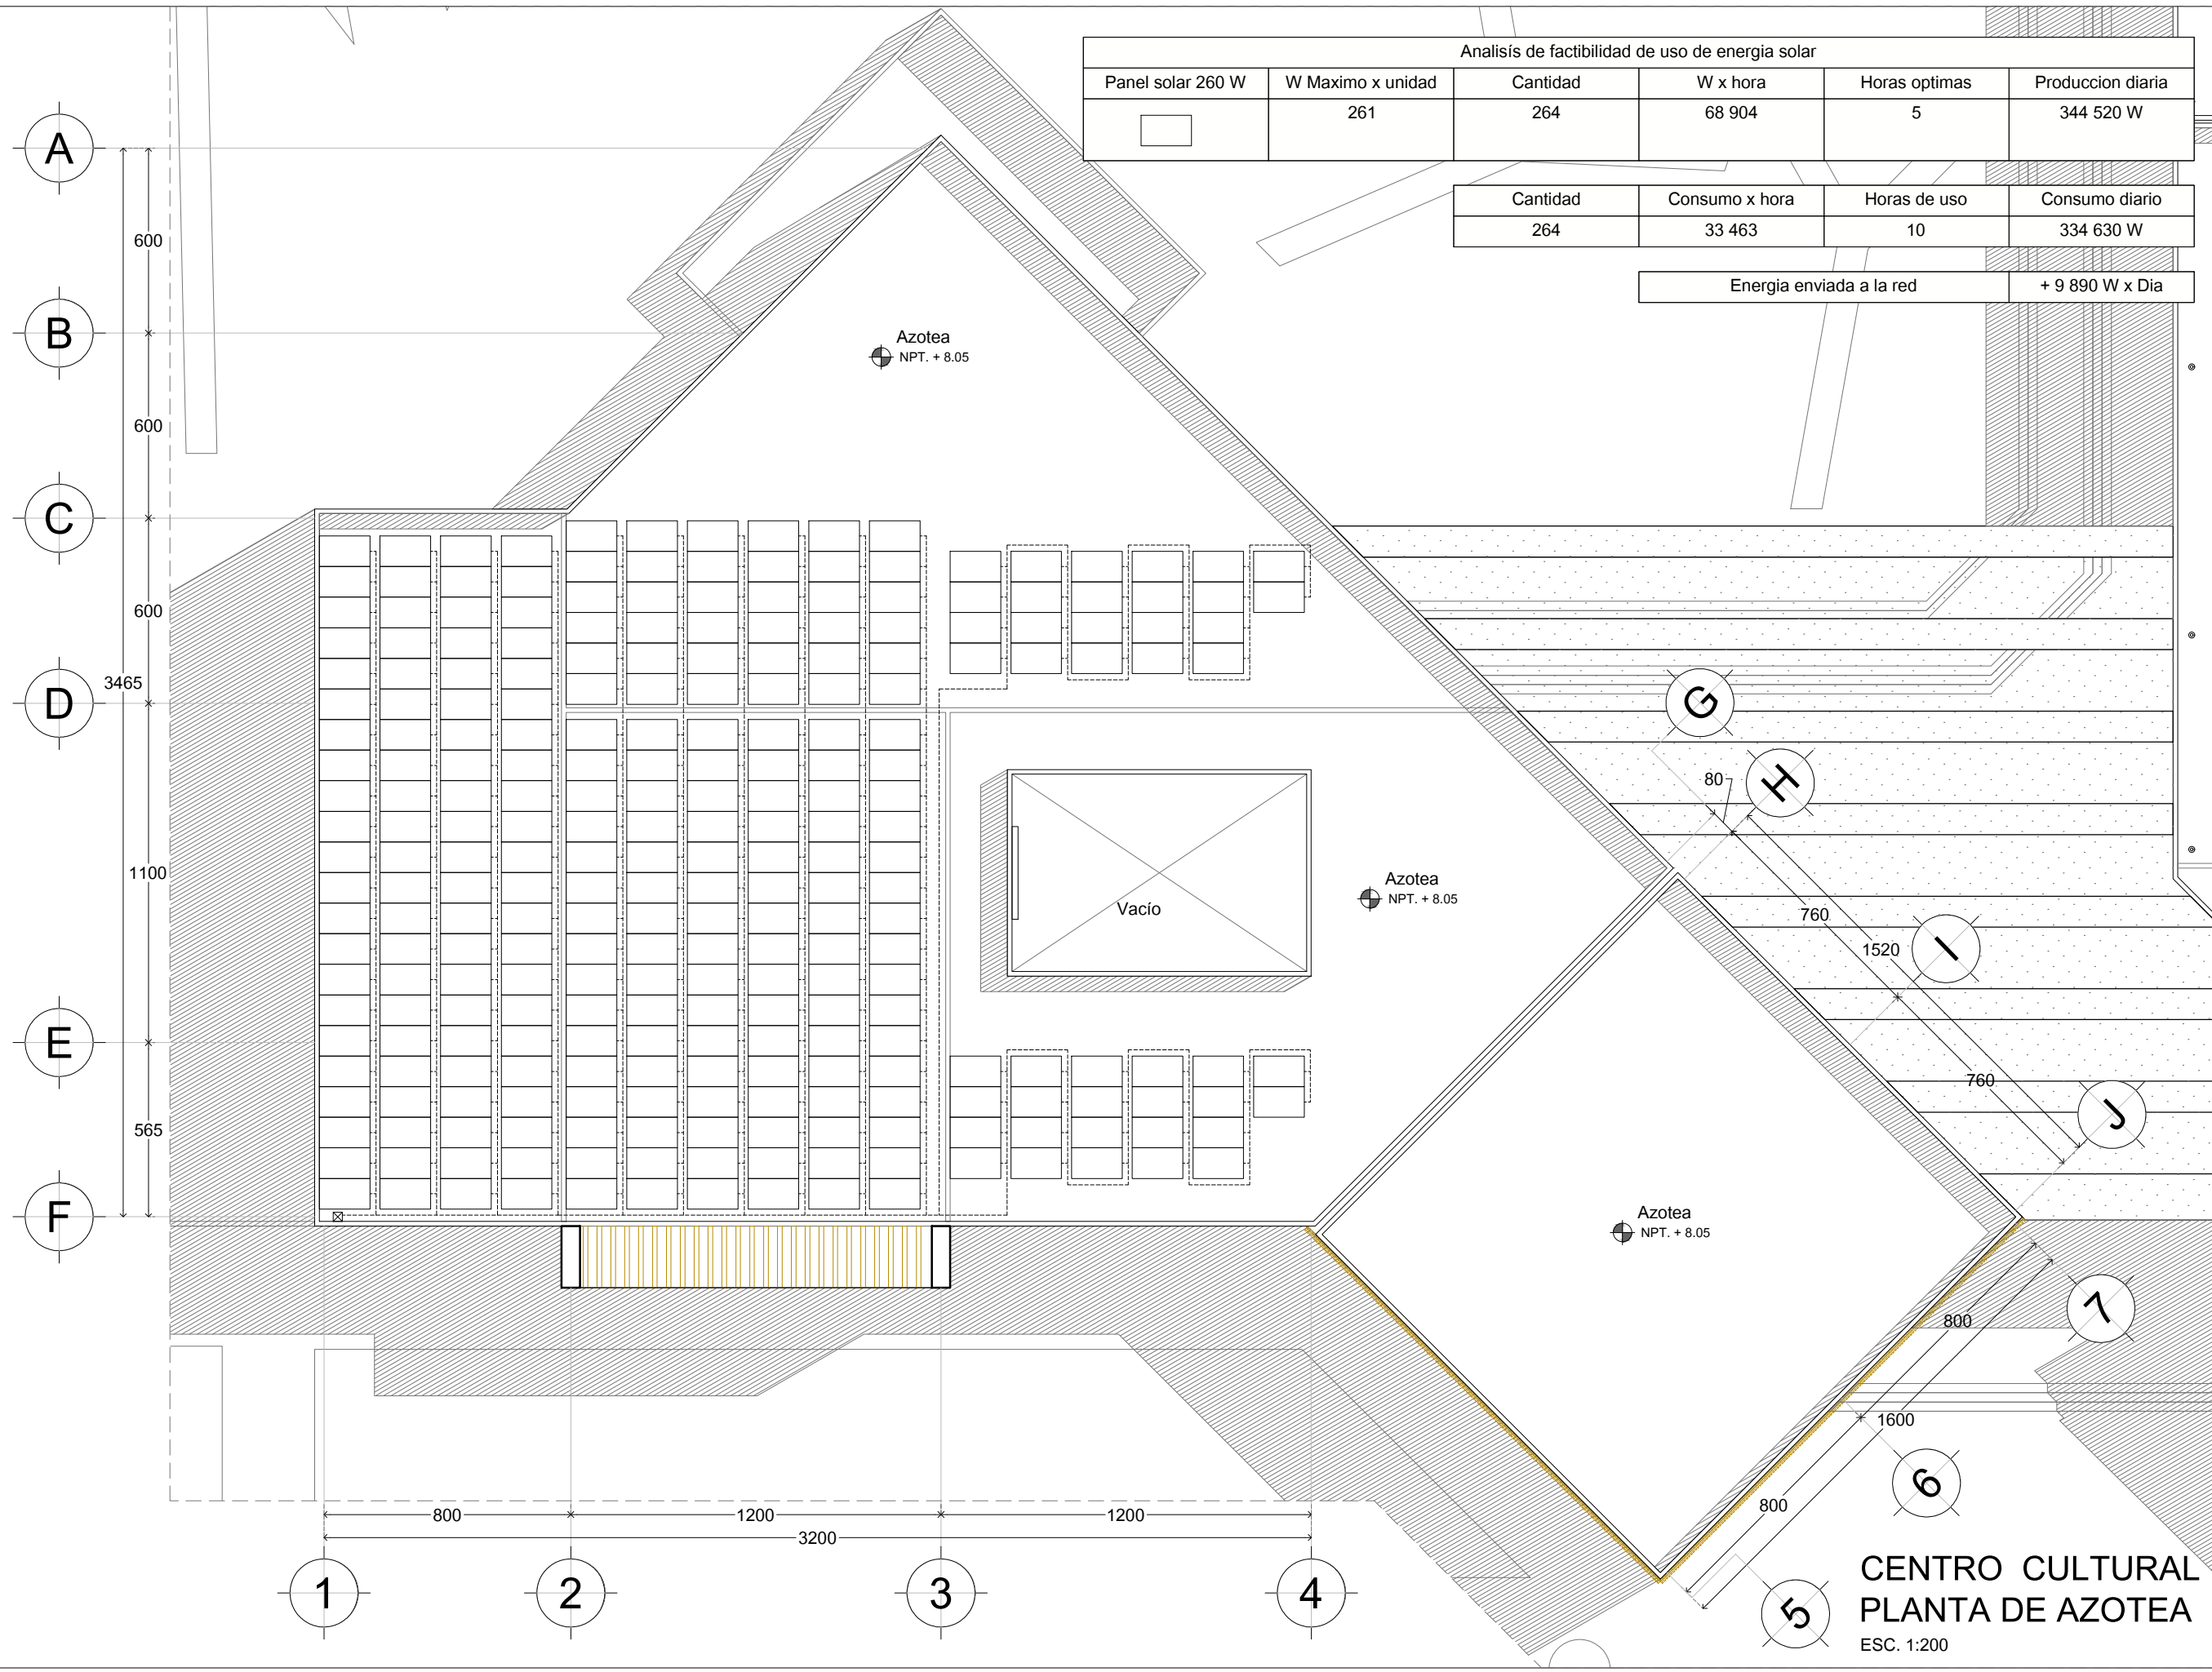 Analisís de factibilidad de uso de energia solar
Panel solar 260 W W Maximo x unidad Cantidad W x hora Horas optimas Produccion diaria
261 264 68 904 5 344 520 W
Cantidad Consumo x hora Horas de uso Consumo diario
264 33 463 10 334 630 W
Energia enviada a la red + 9 890 W x Dia
A
600
B
Azotea
NPT. + 8.05
600
C
600
D
3465
G
80
H
1100
Azotea
NPT. + 8.05
Vacío
760
1520
I
E
760
J
565
F
Azotea
NPT. + 8.05
7
800
1600
6
800
800 1200 1200
3200
1 2 3 4
5
CENTRO CULTURAL
PLANTA DE AZOTEA
ESC. 1:200